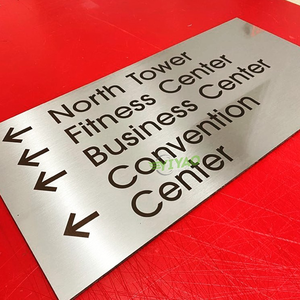 ← North Tower
← Fitness Center
← Business Center
← Convention
Center